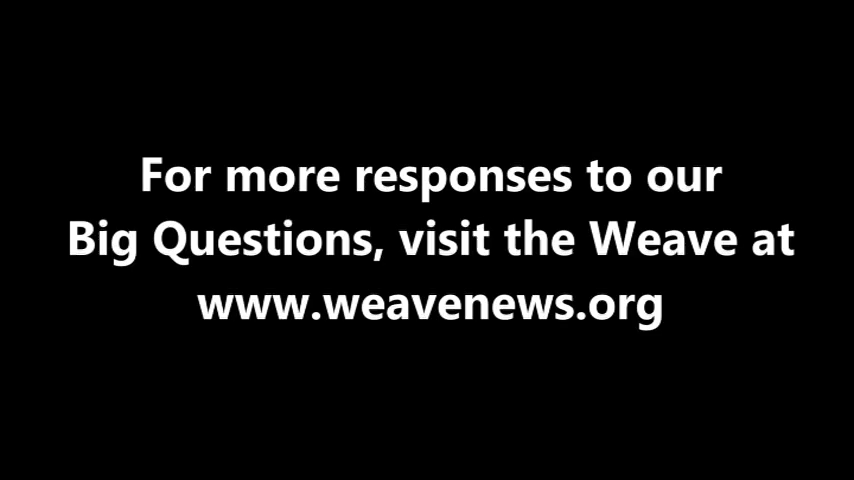 For more responses to our
Big Questions, visit the Weave at
www.weavenews.org